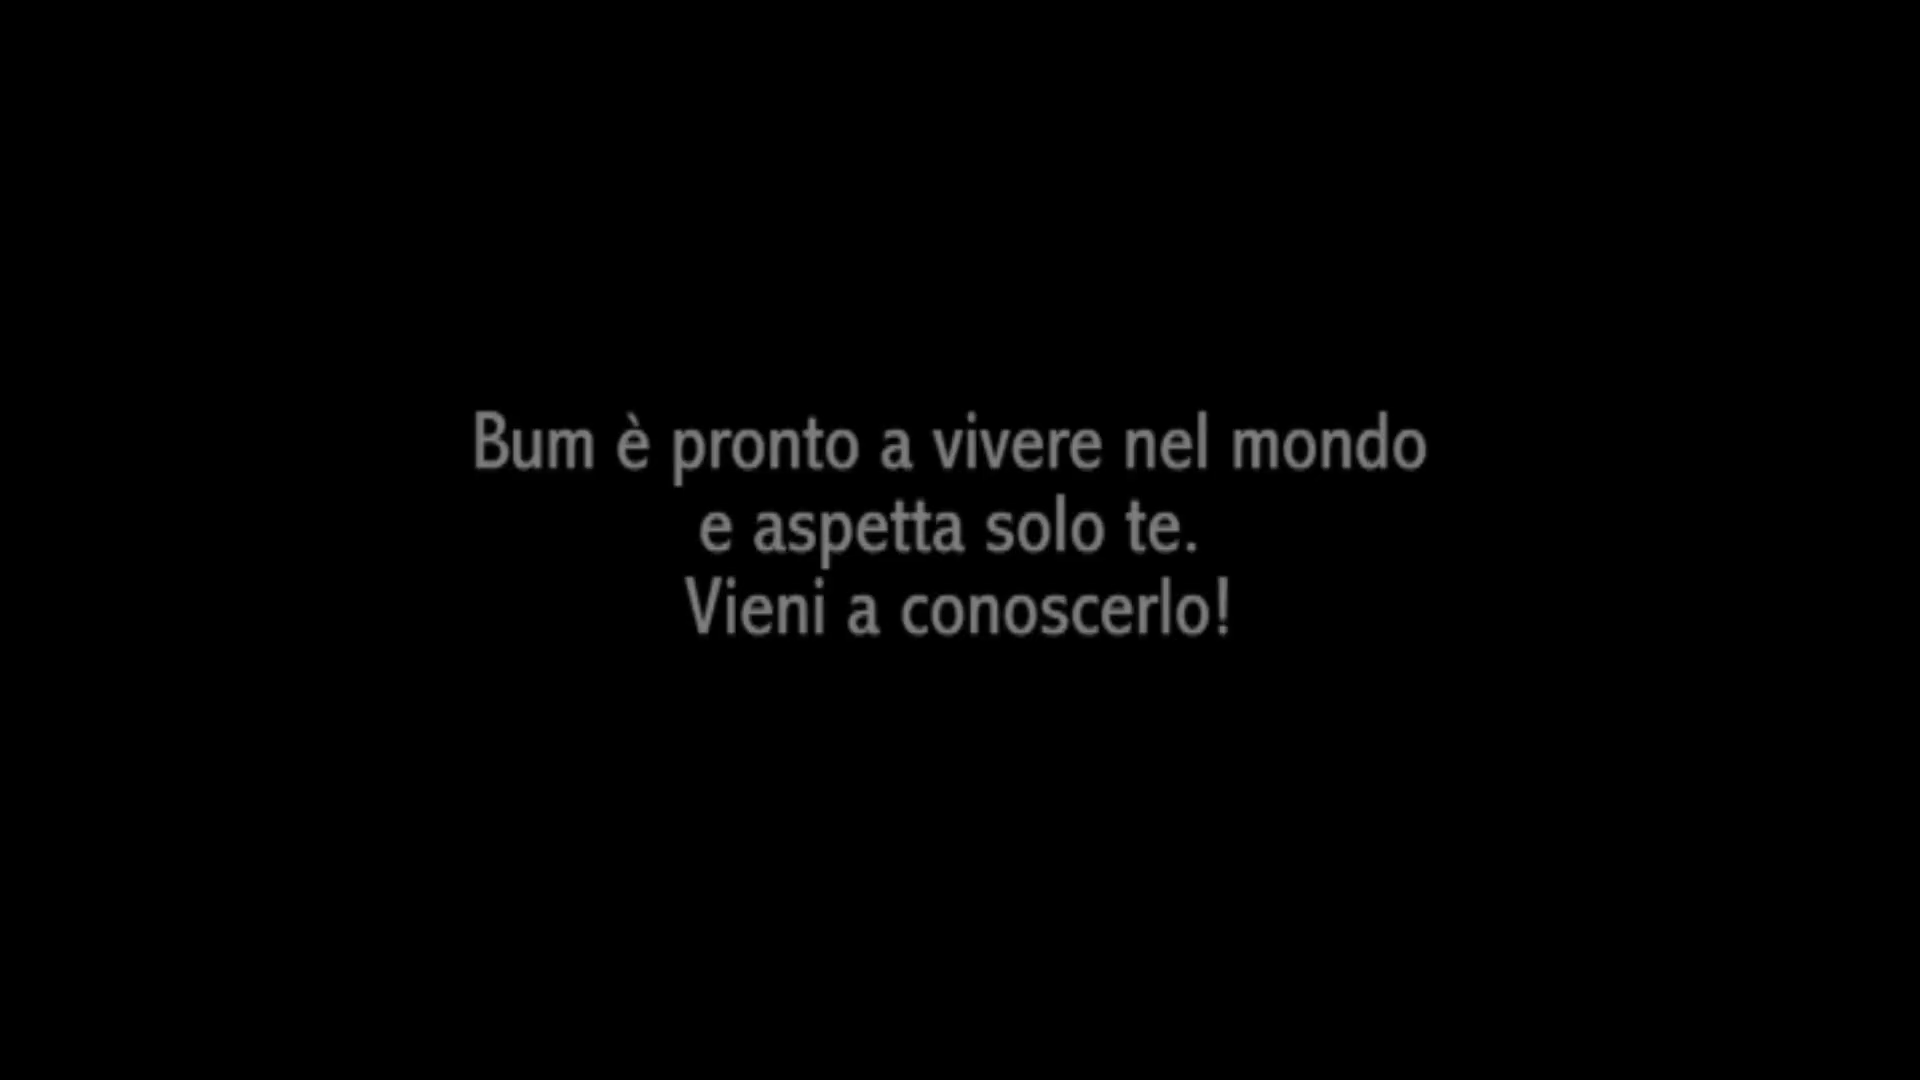 Bum è pronto a vivere nel mondo
e aspetta solo te.
Vieni a conoscerlo!